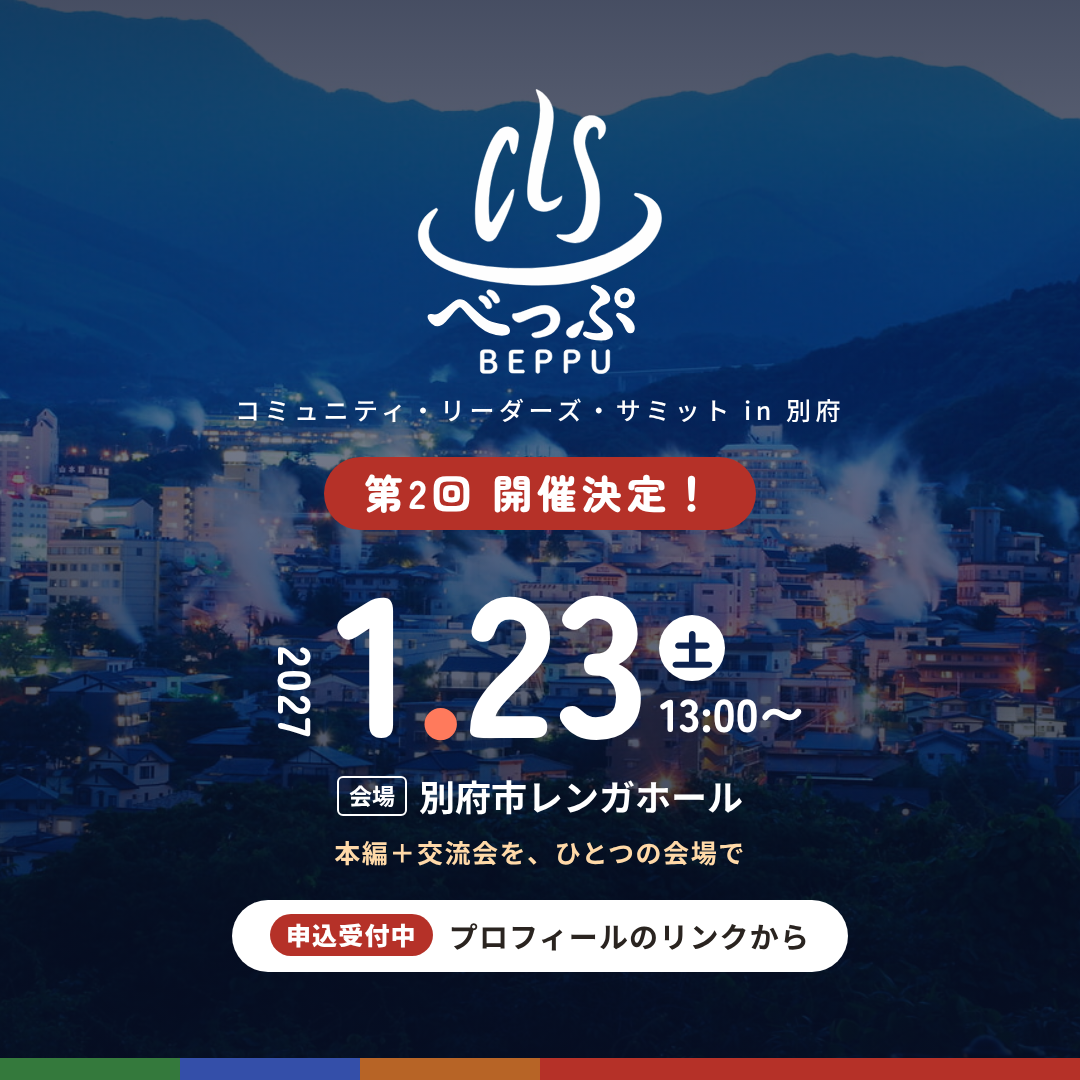 CLS
べっぷ
BEPPU
コミュニティ・リーダーズ・サミット in 別府
第2回 開催決定！
2027
1.23
土
13:00〜
会場 別府市レンガホール
本編＋交流会を、ひとつの会場で
申込受付中 プロフィールのリンクから